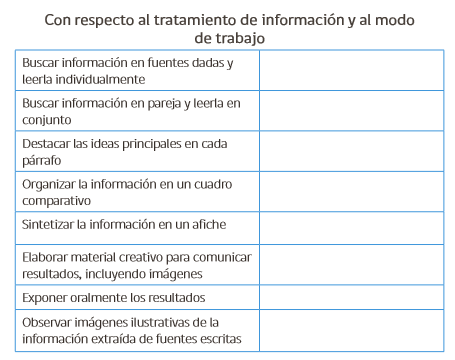 Con respecto al tratamiento de información y al modo
de trabajo
Buscar información en fuentes dadas y
leerla individualmente
Buscar información en pareja y leerla en
conjunto
Destacar las ideas principales en cada
párrafo
Organizar la información en un cuadro
comparativo
Sintetizar la información en un afiche
Elaborar material creativo para comunicar
resultados, incluyendo imágenes
Exponer oralmente los resultados
Observar imágenes ilustrativas de la
información extraída de fuentes escritas